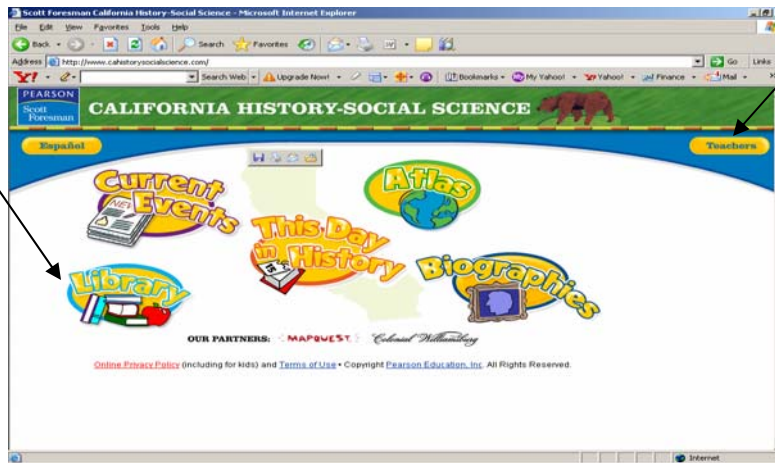 Scott Foresman California History-Social Science - Microsoft Internet Explorer
File Edit View Favorites Tools Help
Back Search Favorites
Address http://www.cahistorysocialscience.com/ Go Links
Y! Search Web Upgrade Now! Bookmarks My Yahoo! Yahoo! Finance Mail
PEARSON
Scott
Foresman
CALIFORNIA HISTORY-SOCIAL SCIENCE
Español Teachers
Current
Events
NEW
Atlas
This Day
in History
15
Library
Biographies
OUR PARTNERS: MAPQUEST Colonial Williamsburg
Online Privacy Policy (including for kids) and Terms of Use • Copyright Pearson Education, Inc. All Rights Reserved.
Internet